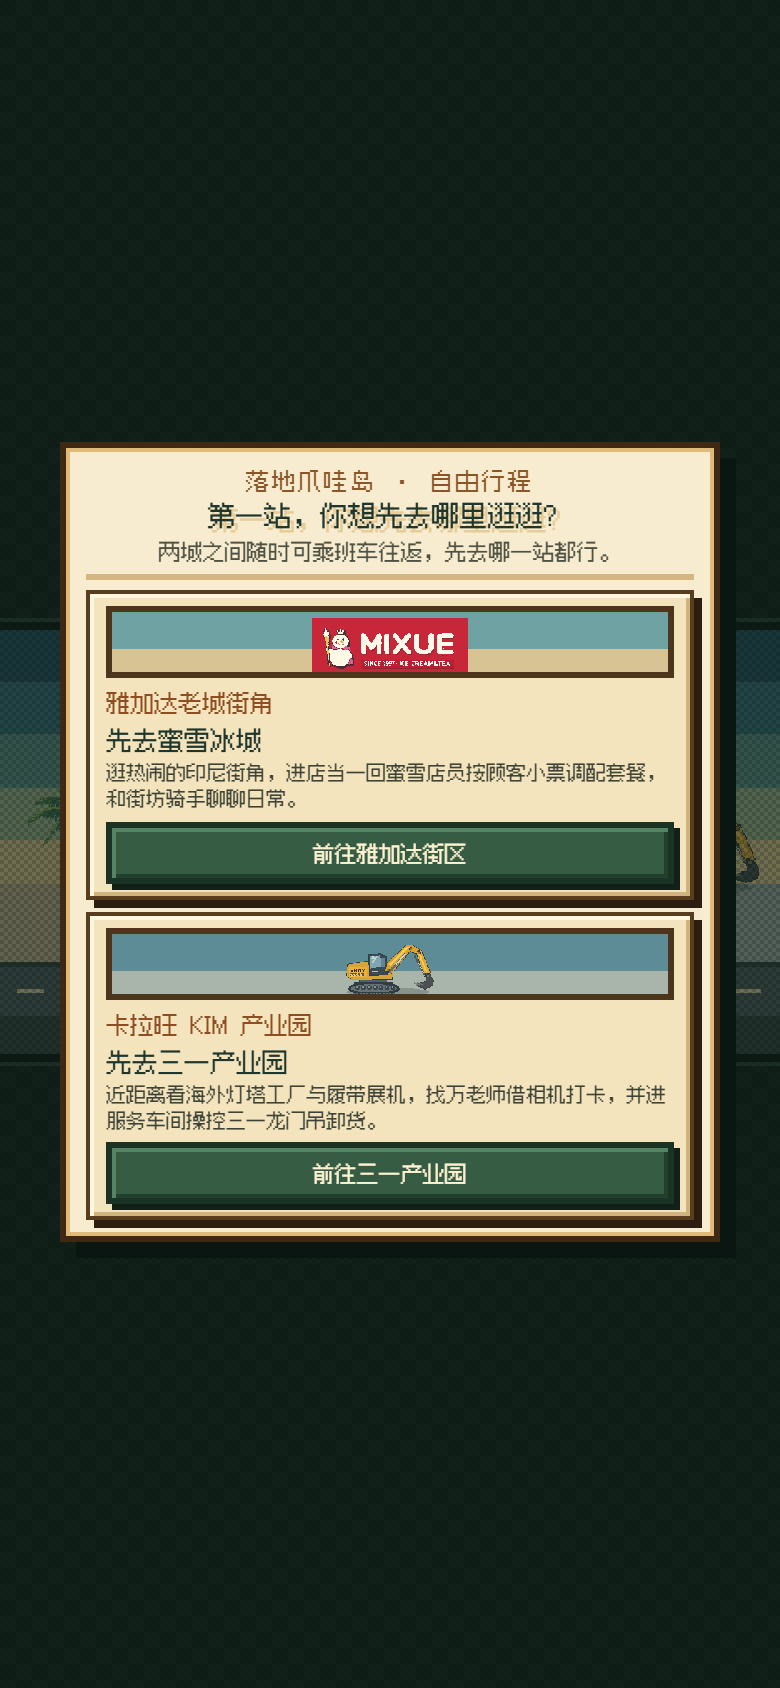 落地爪哇岛 · 自由行程
第一站，你想先去哪里逛逛？
两城之间随时可乘班车往返，先去哪一站都行。
MIXUE
SINCE 1997 · ICE CREAM&TEA
雅加达老城街角
先去蜜雪冰城
逛热闹的印尼街角，进店当一回蜜雪店员按顾客小票调配套餐，
和街坊骑手聊聊日常。
前往雅加达街区
卡拉旺 KIM 产业园
先去三一产业园
近距离看海外灯塔工厂与履带展机，找万老师借相机打卡，并进
服务车间操控三一龙门吊卸货。
前往三一产业园